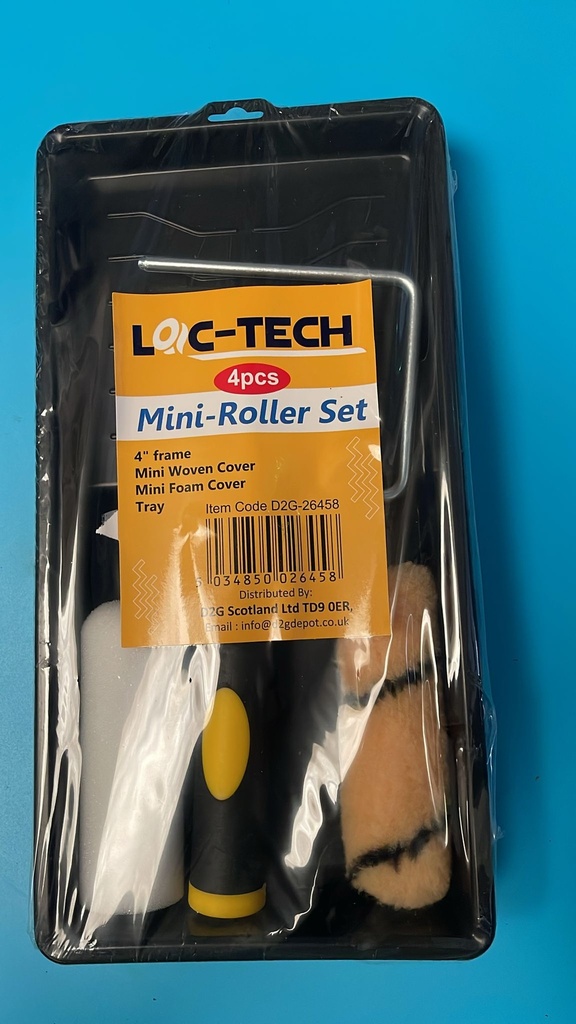 LOC-TECH
4pcs
Mini-Roller Set
4" frame
Mini Woven Cover
Mini Foam Cover
Tray
Item Code D2G-26458
5 034850 026458
Distributed By:
D2G Scotland Ltd TD9 0ER,
Email : info@d2gdepot.co.uk